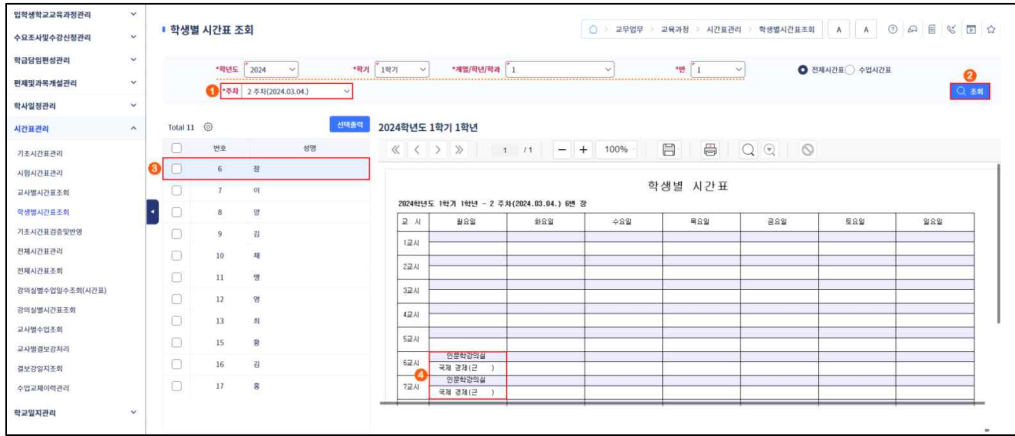 입학생학교교육과정관리
수요조사및수강신청관리
학급담임편성관리
편제및과목개설관리
학사일정관리
시간표관리
기초시간표관리
시험시간표관리
교사별시간표조회
학생별시간표조회
기초시간표검증및반영
전체시간표관리
전체시간표조회
강의실별수업일수조회(시간표)
강의실별시간표조회
교사별수업조회
교사별결보강처리
결보강일지조회
수업교체이력관리
학교일지관리
학생별 시간표 조회
교무업무 > 교육과정 > 시간표관리 > 학생별시간표조회
A A
*학년도 2024 *학기 1학기 *계열/학년/학과 1 *반 1 전체시간표 수업시간표
1 *주차 2 주차(2024.03.04.)
2 조회
Total 11 선택출력
번호 성명
3 6 장
7 이
8 양
9 김
10 채
11 맹
12 염
13 최
15 황
16 김
17 홍
2024학년도 1학기 1학년
1 / 1 100%
학생별 시간표
2024학년도 1학기 1학년 - 2 주차(2024.03.04.) 6번 장
교 시 월요일 화요일 수요일 목요일 금요일 토요일 일요일
1교시
2교시
3교시
4교시
5교시
6교시 인문학강의실
국제 경제(근 )
4
7교시 인문학강의실
국제 경제(근 )